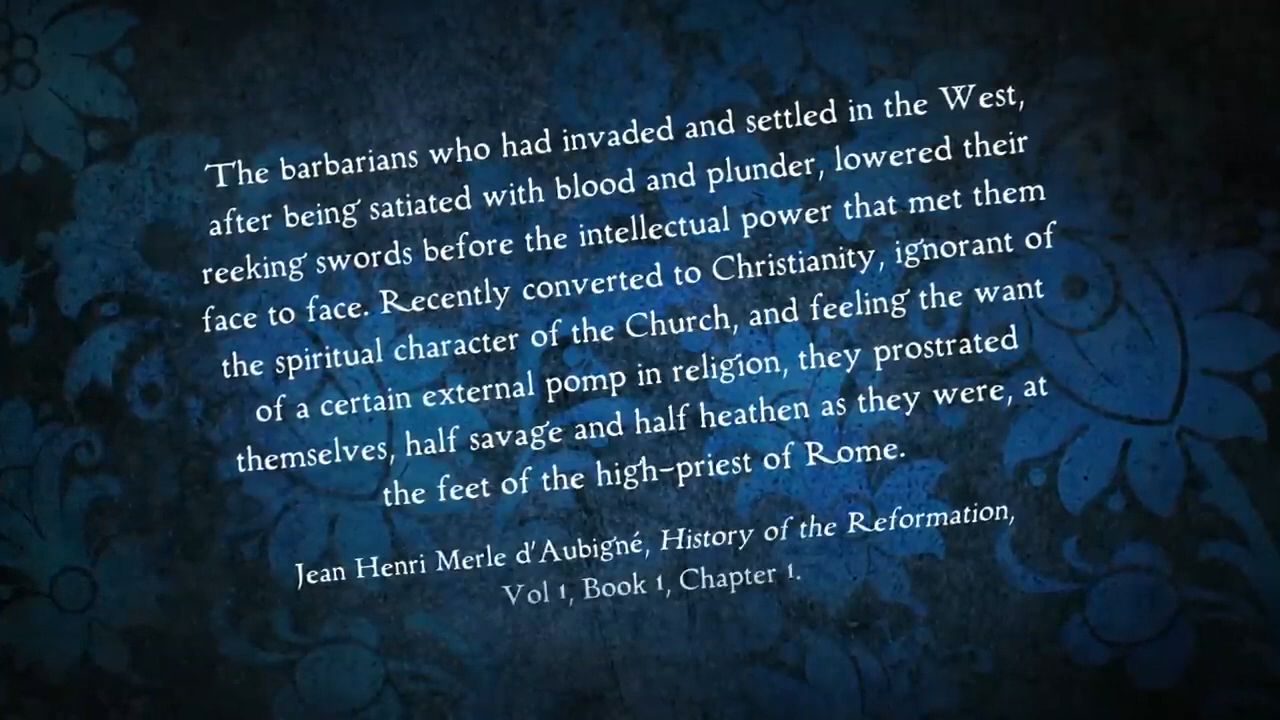 The barbarians who had invaded and settled in the West,
after being satiated with blood and plunder, lowered their
reeking swords before the intellectual power that met them
face to face. Recently converted to Christianity, ignorant of
the spiritual character of the Church, and feeling the want
of a certain external pomp in religion, they prostrated
themselves, half savage and half heathen as they were, at
the feet of the high-priest of Rome.
Jean Henri Merle d'Aubigné, History of the Reformation,
Vol 1, Book 1, Chapter 1.